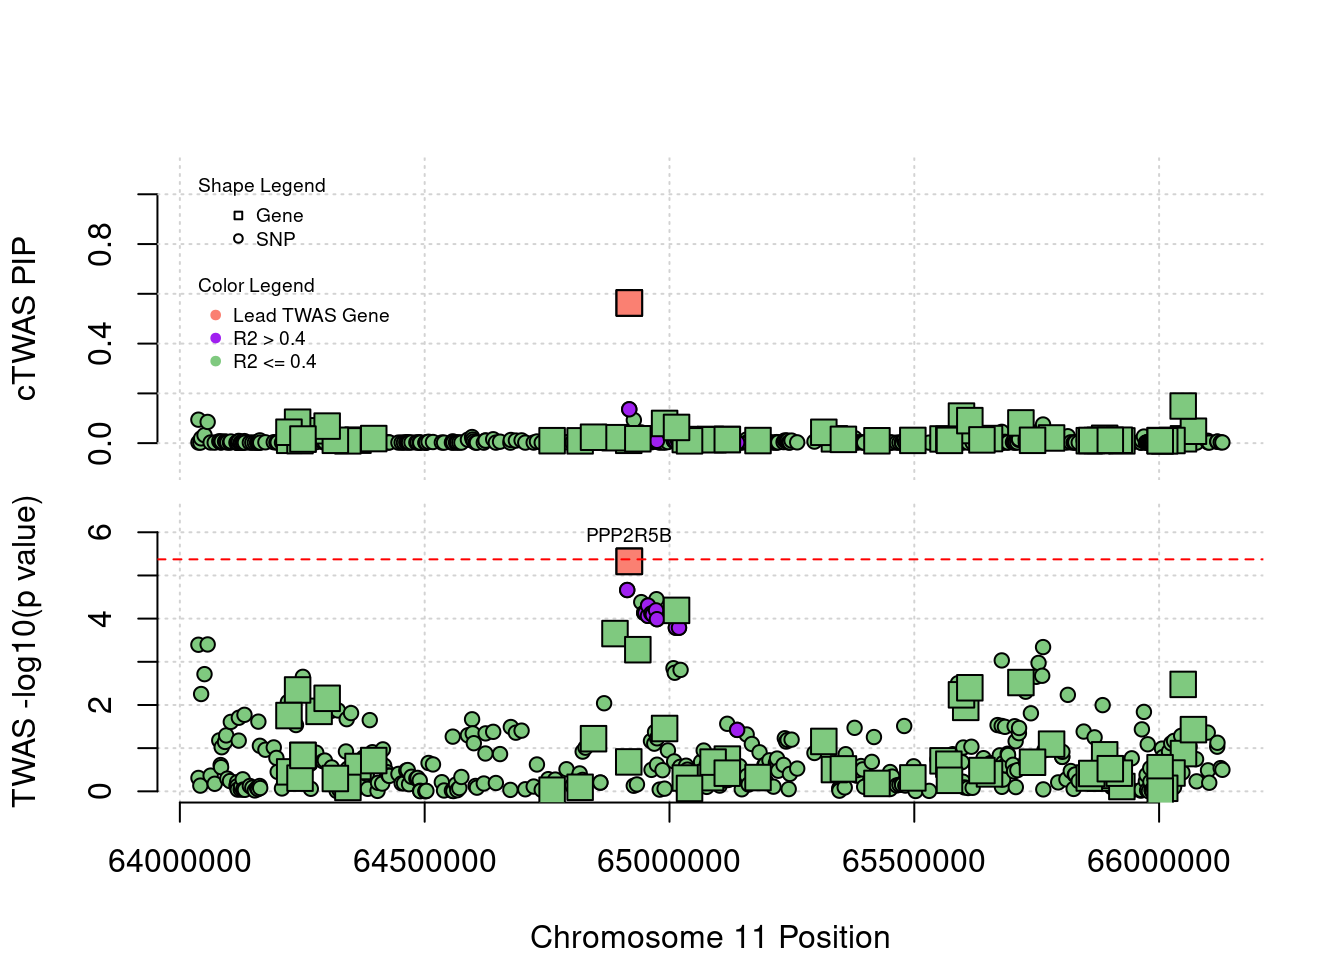 Shape Legend
Gene
SNP
Color Legend
Lead TWAS Gene
R2 > 0.4
R2 <= 0.4
cTWAS PIP
0.8
0.4
0.0
PPP2R5B
TWAS -log10(p value)
6
4
2
0
64000000 64500000 65000000 65500000 66000000
Chromosome 11 Position